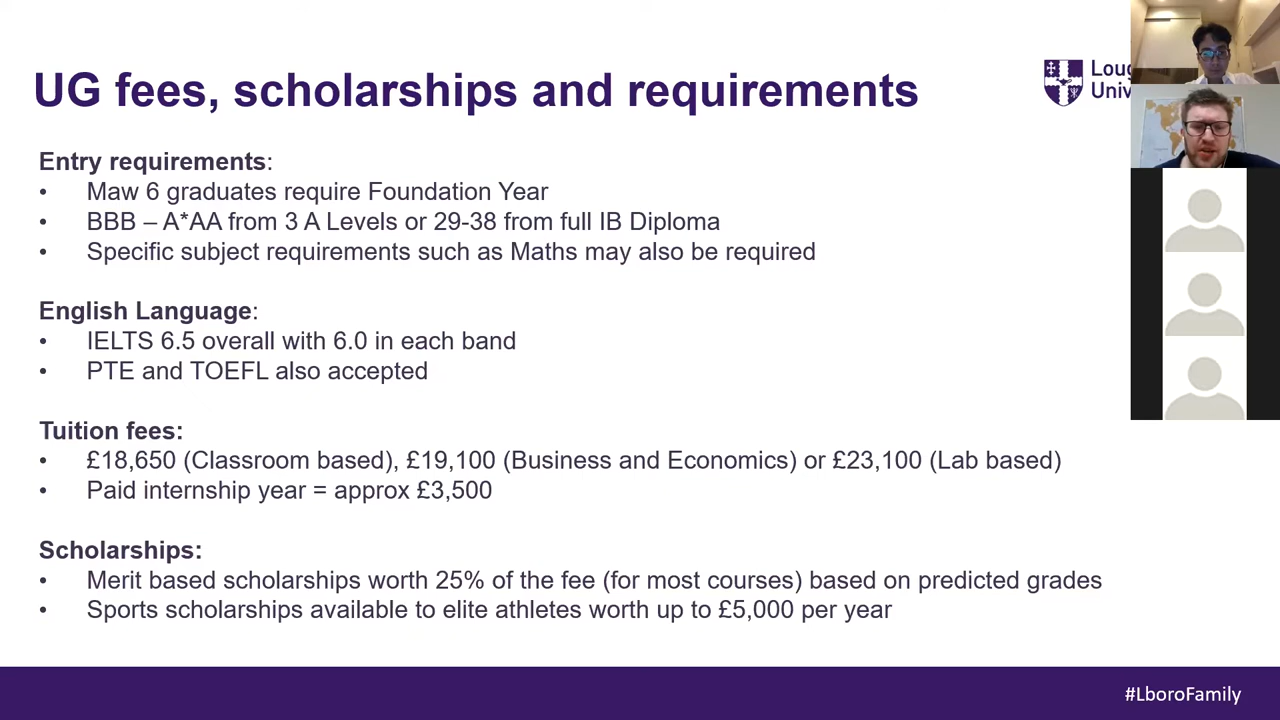 UG fees, scholarships and requirements
Entry requirements:
• Maw 6 graduates require Foundation Year
• BBB – A*AA from 3 A Levels or 29-38 from full IB Diploma
• Specific subject requirements such as Maths may also be required
English Language:
• IELTS 6.5 overall with 6.0 in each band
• PTE and TOEFL also accepted
Tuition fees:
• £18,650 (Classroom based), £19,100 (Business and Economics) or £23,100 (Lab based)
• Paid internship year = approx £3,500
Scholarships:
• Merit based scholarships worth 25% of the fee (for most courses) based on predicted grades
• Sports scholarships available to elite athletes worth up to £5,000 per year
#LboroFamily